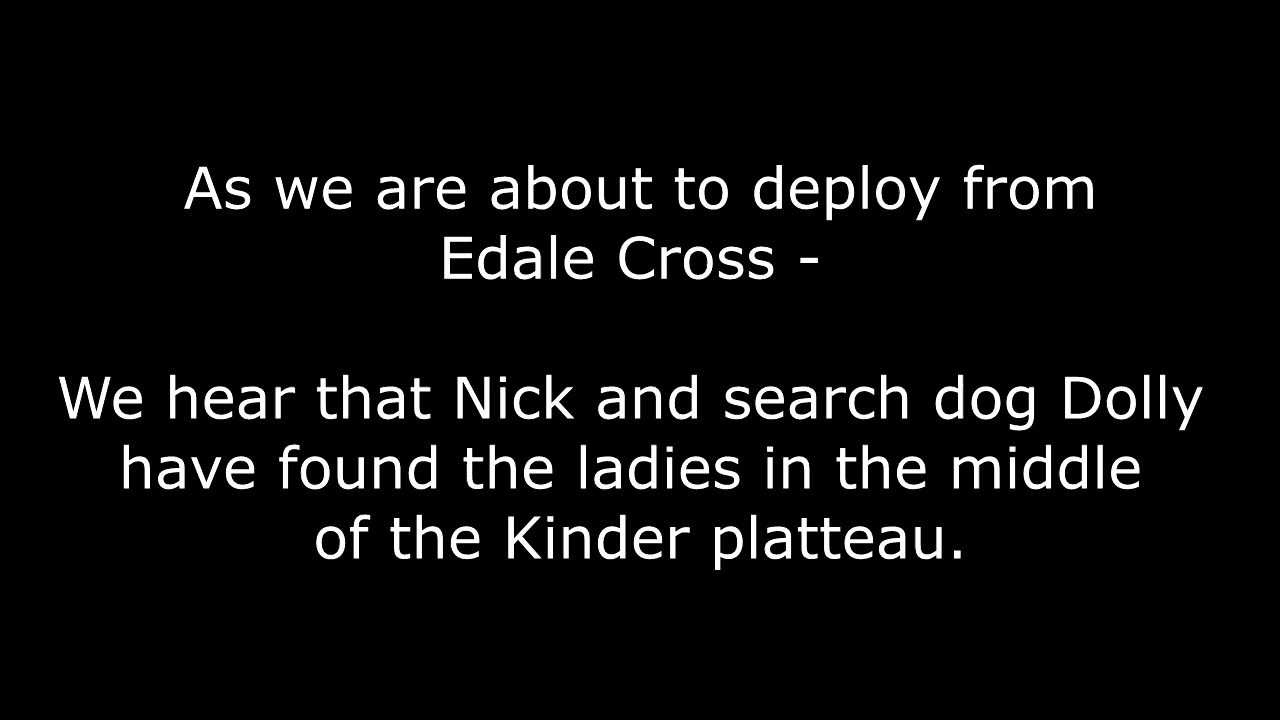 As we are about to deploy from
Edale Cross -
We hear that Nick and search dog Dolly
have found the ladies in the middle
of the Kinder platteau.